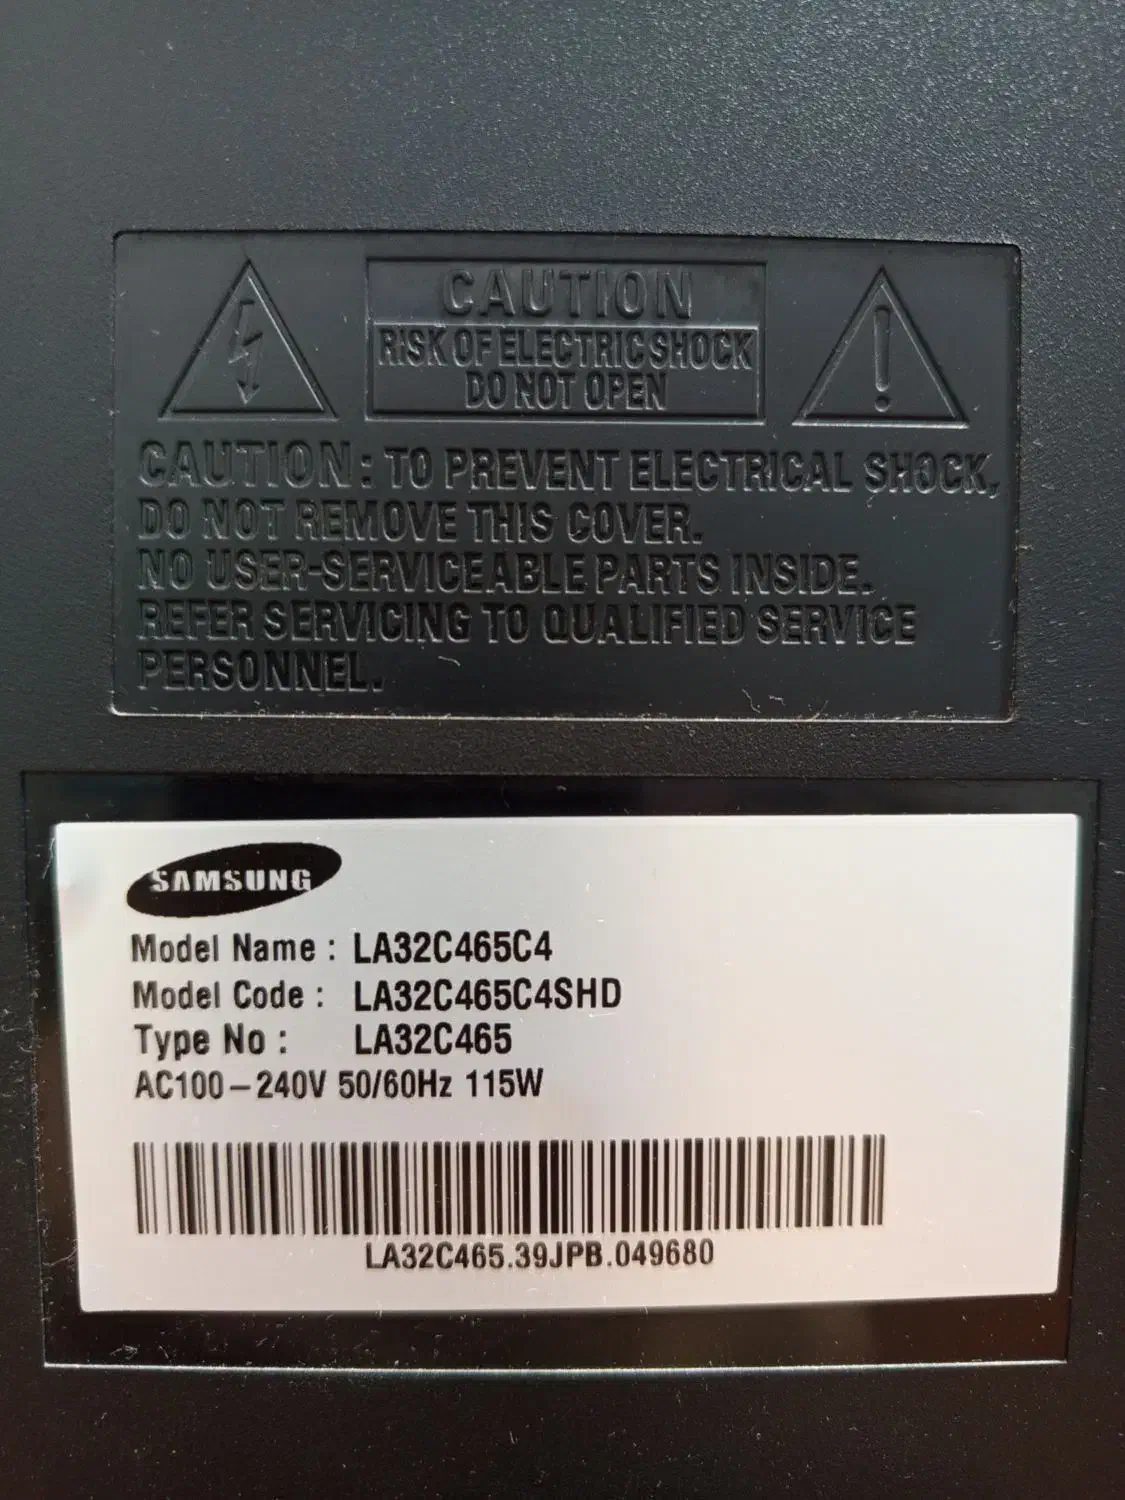 CAUTION
RISK OF ELECTRIC SHOCK
DO NOT OPEN
CAUTION: TO PREVENT ELECTRICAL SHOCK,
DO NOT REMOVE THIS COVER.
NO USER-SERVICEABLE PARTS INSIDE.
REFER SERVICING TO QUALIFIED SERVICE
PERSONNEL.
SAMSUNG
Model Name : LA32C465C4
Model Code : LA32C465C4SHD
Type No : LA32C465
AC100–240V 50/60Hz 115W
LA32C465.39JPB.049680